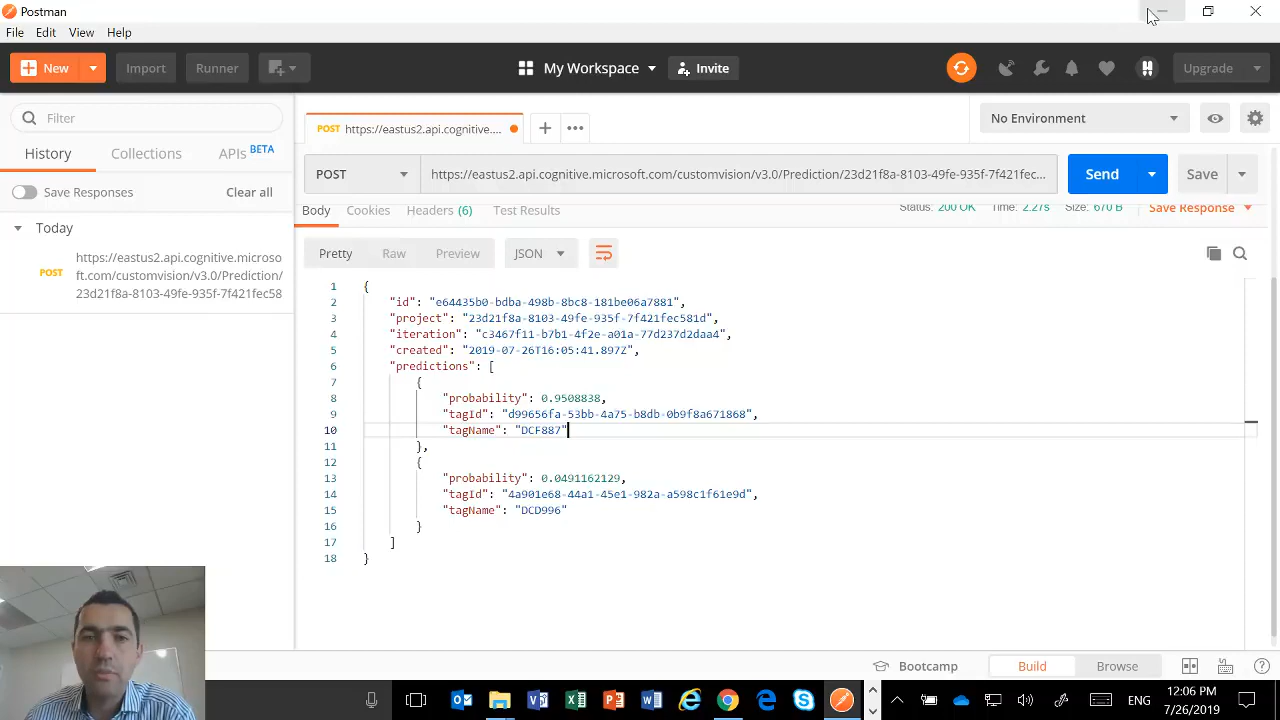 Postman
File Edit View Help
New Import Runner My Workspace Invite Upgrade
Filter
History Collections APIs BETA
Save Responses Clear all
Today
POST https://eastus2.api.cognitive.microso
ft.com/customvision/v3.0/Prediction/
23d21f8a-8103-49fe-935f-7f421fec58
POST https://eastus2.api.cognitive.... ••• No Environment
POST https://eastus2.api.cognitive.microsoft.com/customvision/v3.0/Prediction/23d21f8a-8103-49fe-935f-7f421fec... Send Save
Body Cookies Headers (6) Test Results Status: 200 OK Time: 2.27s Size: 670 B Save Response
Pretty Raw Preview JSON
1 {
2 "id": "e64435b0-bdba-498b-8bc8-181be06a7881",
3 "project": "23d21f8a-8103-49fe-935f-7f421fec581d",
4 "iteration": "c3467f11-b7b1-4f2e-a01a-77d237d2daa4",
5 "created": "2019-07-26T16:05:41.897Z",
6 "predictions": [
7 {
8 "probability": 0.9508838,
9 "tagId": "d99656fa-53bb-4a75-b8db-0b9f8a671868",
10 "tagName": "DCF887"
11 },
12 {
13 "probability": 0.0491162129,
14 "tagId": "4a901e68-44a1-45e1-982a-a598c1f61e9d",
15 "tagName": "DCD996"
16 }
17 ]
18 }
Bootcamp Build Browse
ENG 12:06 PM
7/26/2019